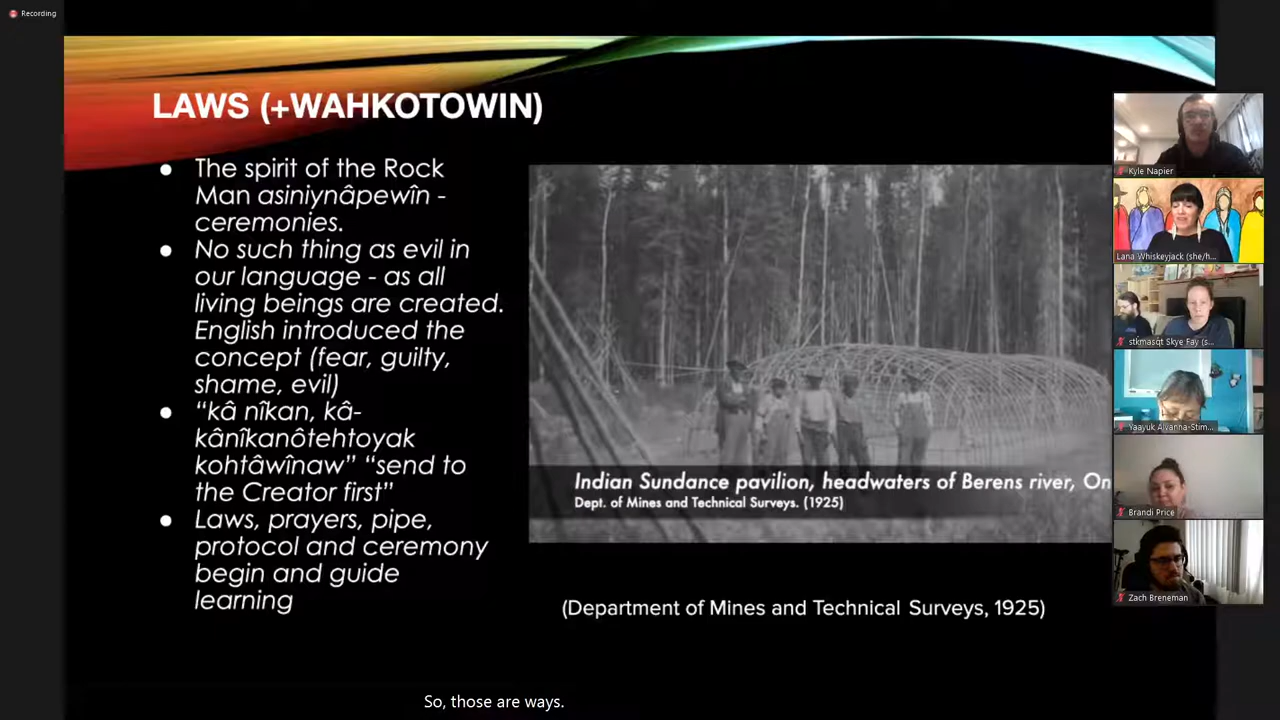 Recording
LAWS (+WAHKOTOWIN)
● The spirit of the Rock
Man asiniynâpewîn -
ceremonies.
● No such thing as evil in
our language - as all
living beings are created.
English introduced the
concept (fear, guilty,
shame, evil)
● “kâ nîkan, kâ-
kânîkanôtehtoyak
kohtâwînaw” “send to
the Creator first”
● Laws, prayers, pipe,
protocol and ceremony
begin and guide
learning
Indian Sundance pavilion, headwaters of Berens river, On
Dept. of Mines and Technical Surveys. (1925)
(Department of Mines and Technical Surveys, 1925)
Kyle Napier
Lana Whiskeyjack (she/h...
stkmasqt Skye Fay (s...
Yaayuk Alvanna-Stim...
Brandi Price
Zach Breneman
So, those are ways.